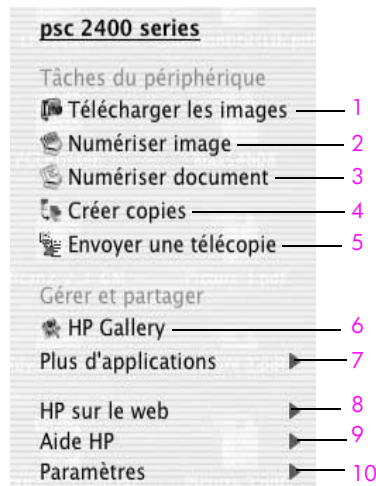 psc 2400 series
Tâches du périphérique
Télécharger les images 1
Numériser image 2
Numériser document 3
Créer copies 4
Envoyer une télécopie 5
Gérer et partager
HP Gallery 6
Plus d'applications 7
HP sur le web 8
Aide HP 9
Paramètres 10